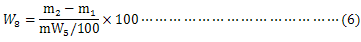 W₈ = (m₂ − m₁) / (mW₅/100) × 100 ⋯⋯⋯⋯⋯⋯⋯⋯⋯⋯⋯⋯⋯⋯ (6)